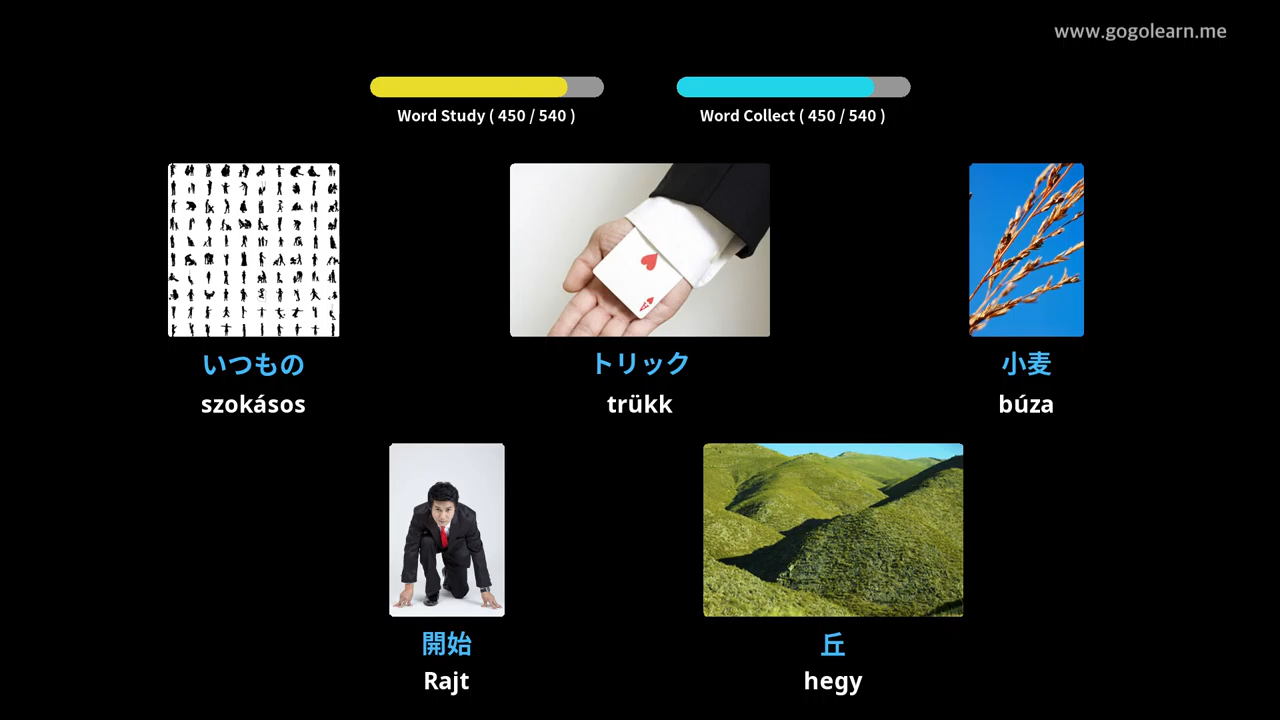 www.gogolearn.me
Word Study ( 450 / 540 )
Word Collect ( 450 / 540 )
いつもの
トリック
小麦
szokásos
trükk
búza
開始
丘
Rajt
hegy